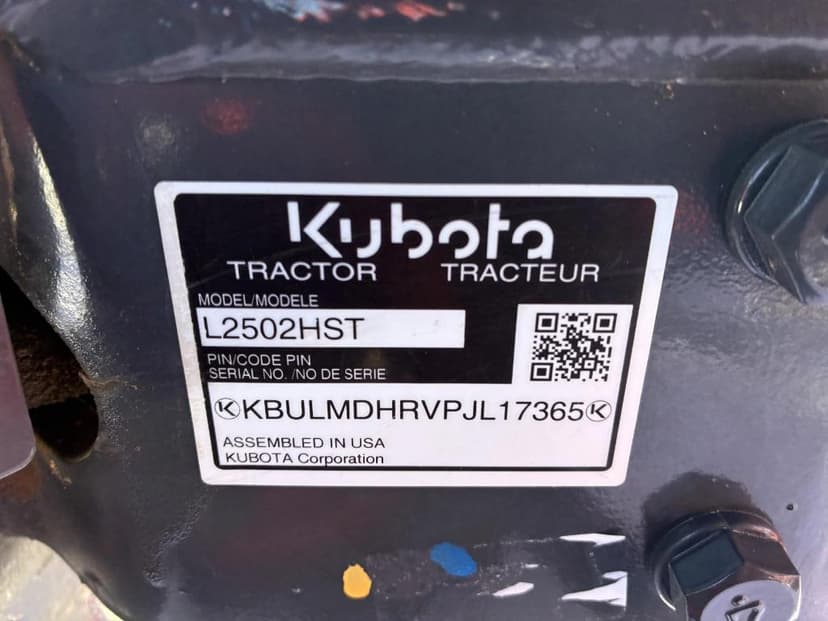 Kubota
TRACTOR TRACTEUR
MODEL/MODELE
L2502HST
PIN/CODE PIN
SERIAL NO. /NO DE SERIE
KBULMDHRVPJL17365
ASSEMBLED IN USA
KUBOTA Corporation